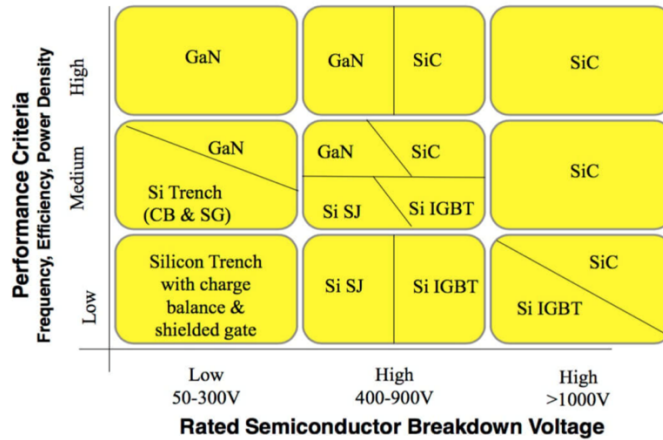 Performance Criteria
Frequency, Efficiency, Power Density
High
GaN
GaN
SiC
SiC
Medium
GaN
Si Trench
(CB & SG)
GaN
SiC
Si SJ
Si IGBT
SiC
Low
Silicon Trench
with charge
balance &
shielded gate
Si SJ
Si IGBT
SiC
Si IGBT
Low
50-300V
High
400-900V
High
>1000V
Rated Semiconductor Breakdown Voltage